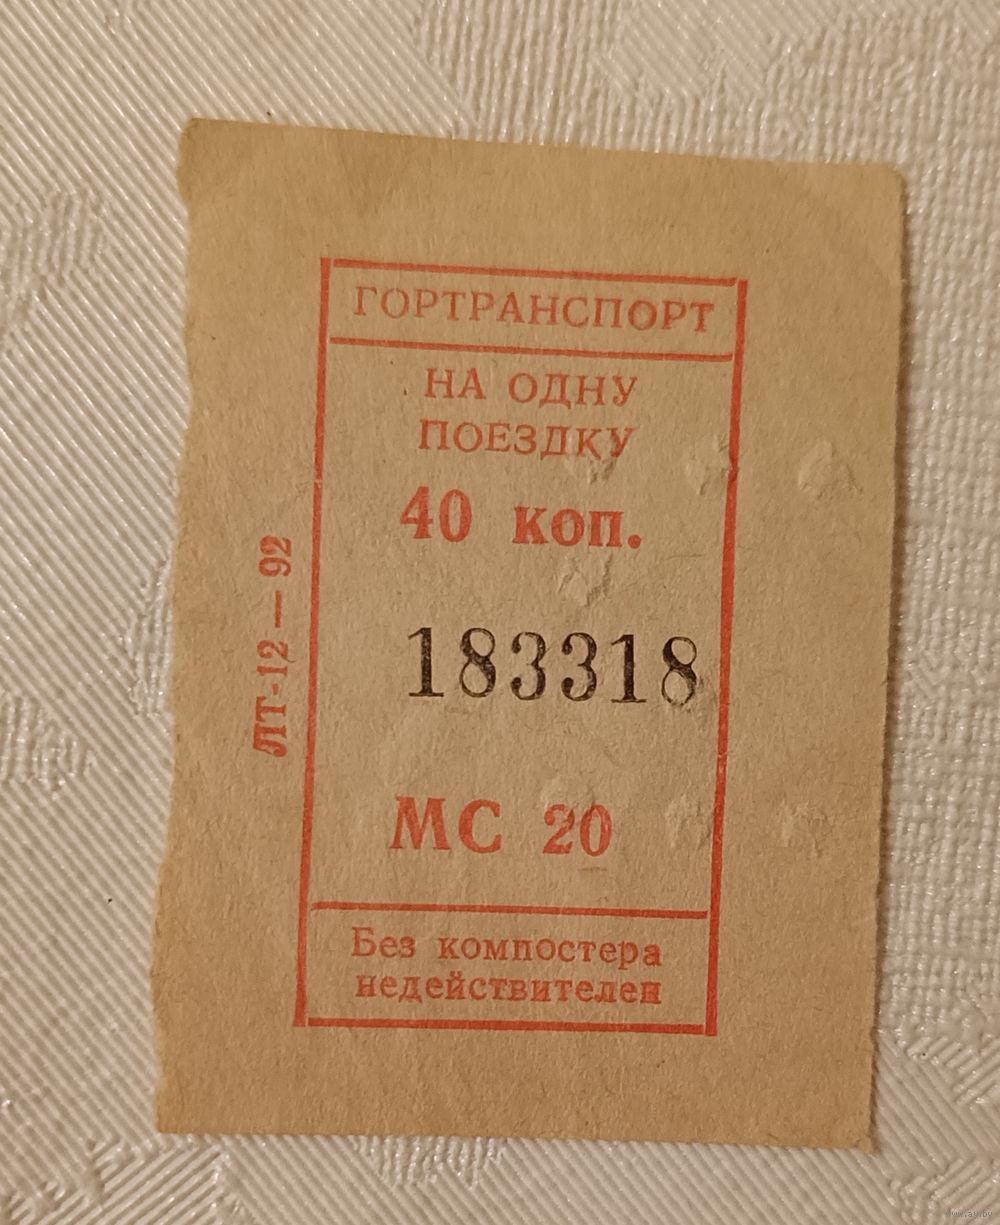 ГОРТРАНСПОРТ
НА ОДНУ
ПОЕЗДКУ
40 коп.
183318
МС 20
Без компостера
недействителен
ЛТ-12—92